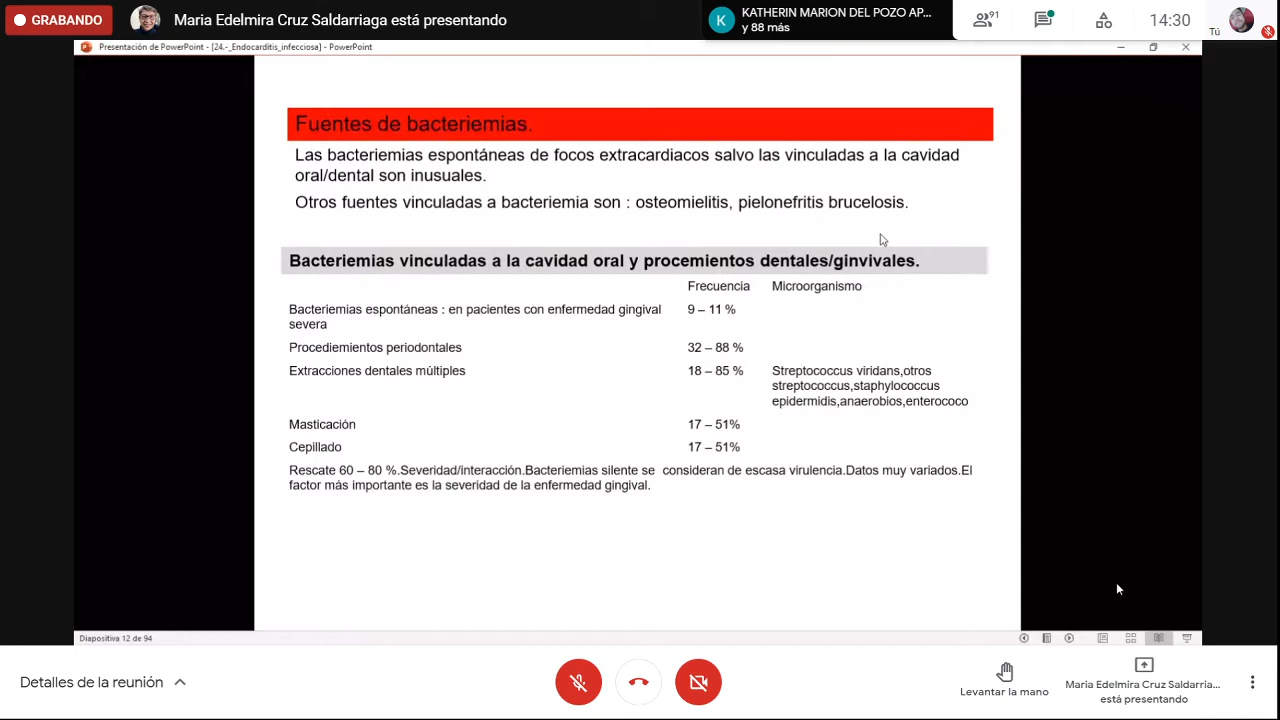 GRABANDO
Maria Edelmira Cruz Saldarriaga está presentando
K
KATHERIN MARION DEL POZO AP...
y 88 más
91
14:30
Tú
Presentación de PowerPoint - [24.-_Endocarditis_infecciosa] - PowerPoint
Fuentes de bacteriemias.
Las bacteriemias espontáneas de focos extracardiacos salvo las vinculadas a la cavidad
oral/dental son inusuales.
Otros fuentes vinculadas a bacteriemia son : osteomielitis, pielonefritis brucelosis.
Bacteriemias vinculadas a la cavidad oral y procemientos dentales/ginvivales.
Frecuencia Microorganismo
Bacteriemias espontáneas : en pacientes con enfermedad gingival 9 – 11 %
severa
Procediemientos periodontales 32 – 88 %
Extracciones dentales múltiples 18 – 85 % Streptococcus viridans,otros
streptococcus,staphylococcus
epidermidis,anaerobios,enterococo
Masticación 17 – 51%
Cepillado 17 – 51%
Rescate 60 – 80 %.Severidad/interacción.Bacteriemias silente se consideran de escasa virulencia.Datos muy variados.El
factor más importante es la severidad de la enfermedad gingival.
Diapositiva 12 de 94
Detalles de la reunión
Levantar la mano
Maria Edelmira Cruz Saldarria...
está presentando